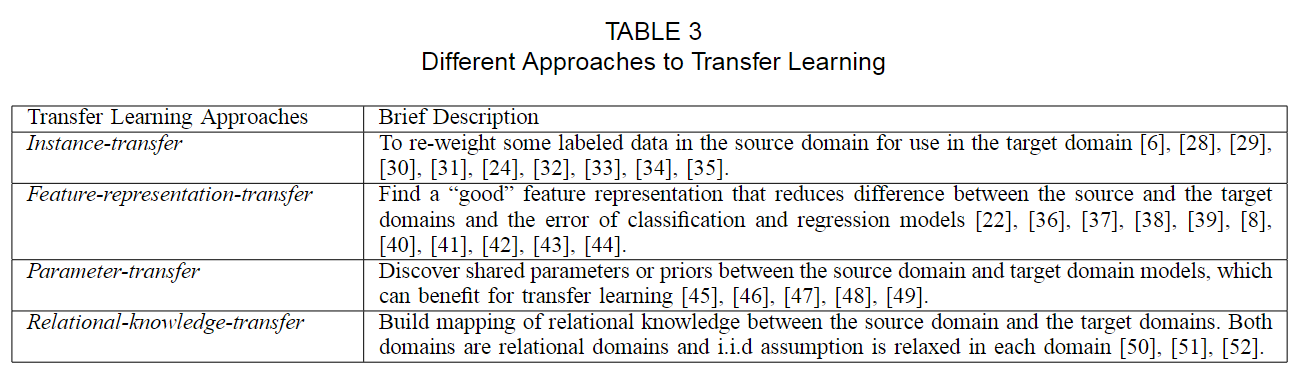 TABLE 3
Different Approaches to Transfer Learning
Transfer Learning Approaches Brief Description
Instance-transfer To re-weight some labeled data in the source domain for use in the target domain [6], [28], [29],
[30], [31], [24], [32], [33], [34], [35].
Feature-representation-transfer Find a “good” feature representation that reduces difference between the source and the target
domains and the error of classification and regression models [22], [36], [37], [38], [39], [8],
[40], [41], [42], [43], [44].
Parameter-transfer Discover shared parameters or priors between the source domain and target domain models, which
can benefit for transfer learning [45], [46], [47], [48], [49].
Relational-knowledge-transfer Build mapping of relational knowledge between the source domain and the target domains. Both
domains are relational domains and i.i.d assumption is relaxed in each domain [50], [51], [52].